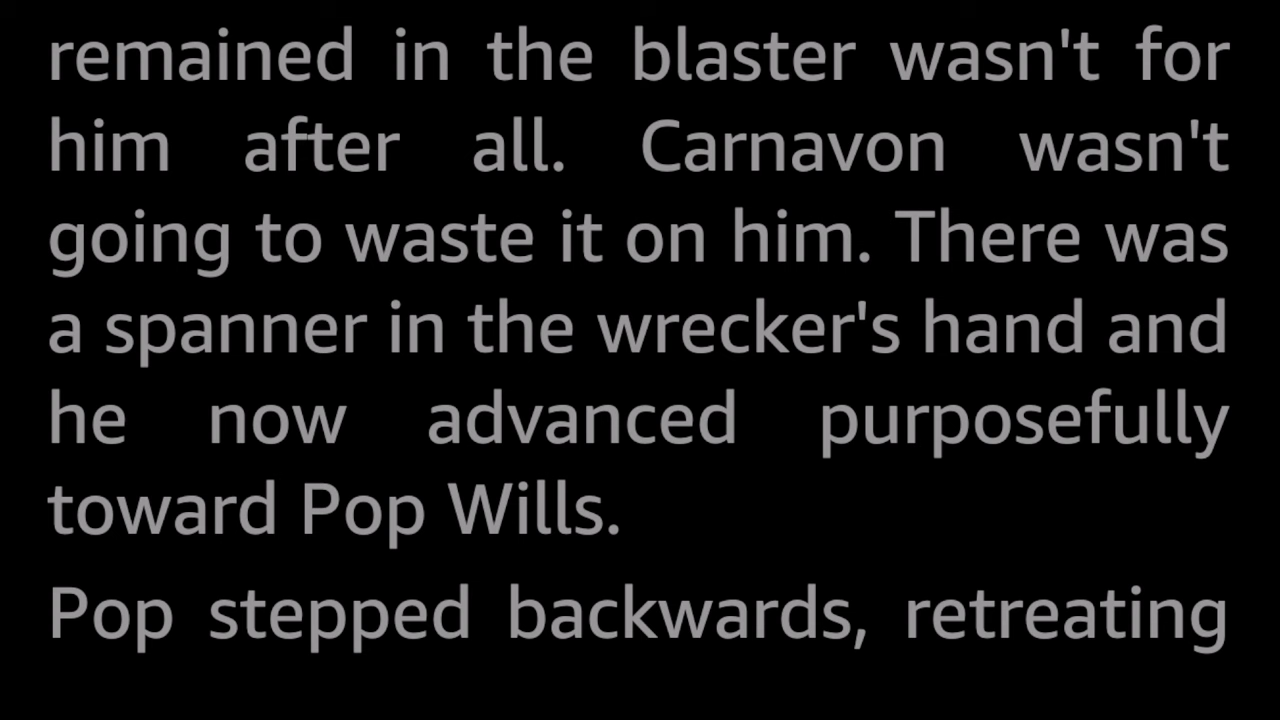 remained in the blaster wasn't for
him after all. Carnavon wasn't
going to waste it on him. There was
a spanner in the wrecker's hand and
he now advanced purposefully
toward Pop Wills.
Pop stepped backwards, retreating